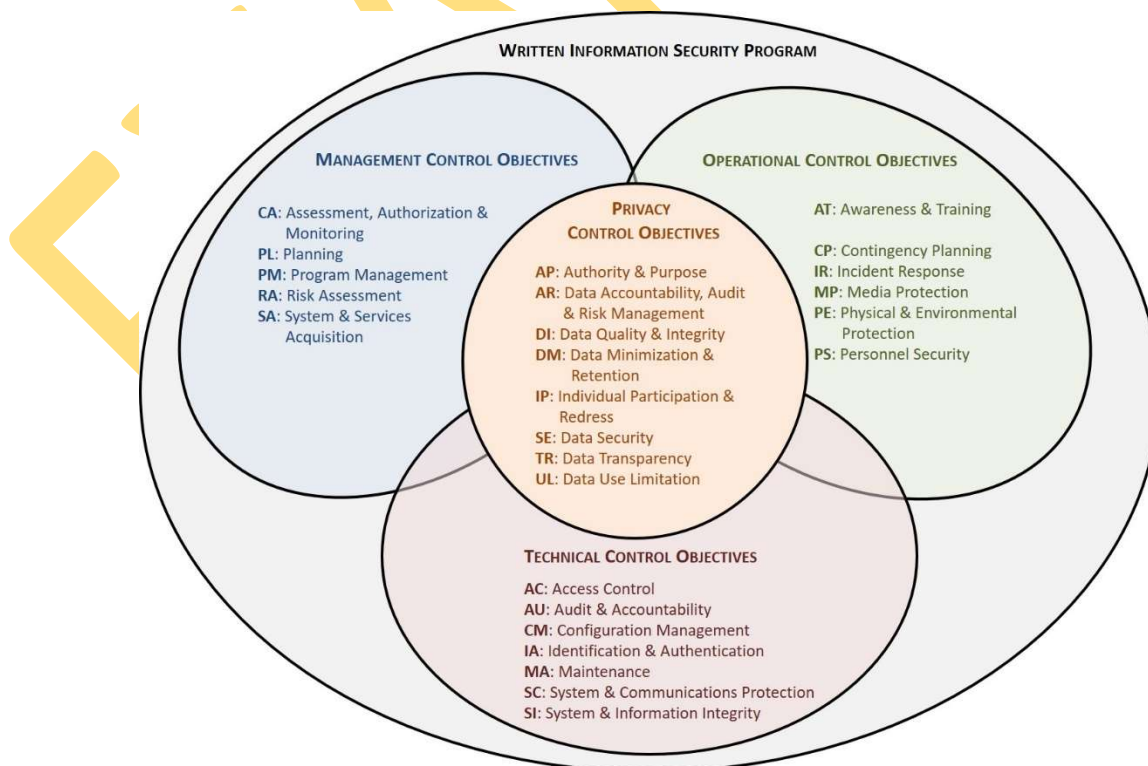 WRITTEN INFORMATION SECURITY PROGRAM
MANAGEMENT CONTROL OBJECTIVES
CA: Assessment, Authorization &
Monitoring
PL: Planning
PM: Program Management
RA: Risk Assessment
SA: System & Services
Acquisition
PRIVACY
CONTROL OBJECTIVES
AP: Authority & Purpose
AR: Data Accountability, Audit
& Risk Management
DI: Data Quality & Integrity
DM: Data Minimization &
Retention
IP: Individual Participation &
Redress
SE: Data Security
TR: Data Transparency
UL: Data Use Limitation
OPERATIONAL CONTROL OBJECTIVES
AT: Awareness & Training
CP: Contingency Planning
IR: Incident Response
MP: Media Protection
PE: Physical & Environmental
Protection
PS: Personnel Security
TECHNICAL CONTROL OBJECTIVES
AC: Access Control
AU: Audit & Accountability
CM: Configuration Management
IA: Identification & Authentication
MA: Maintenance
SC: System & Communications Protection
SI: System & Information Integrity